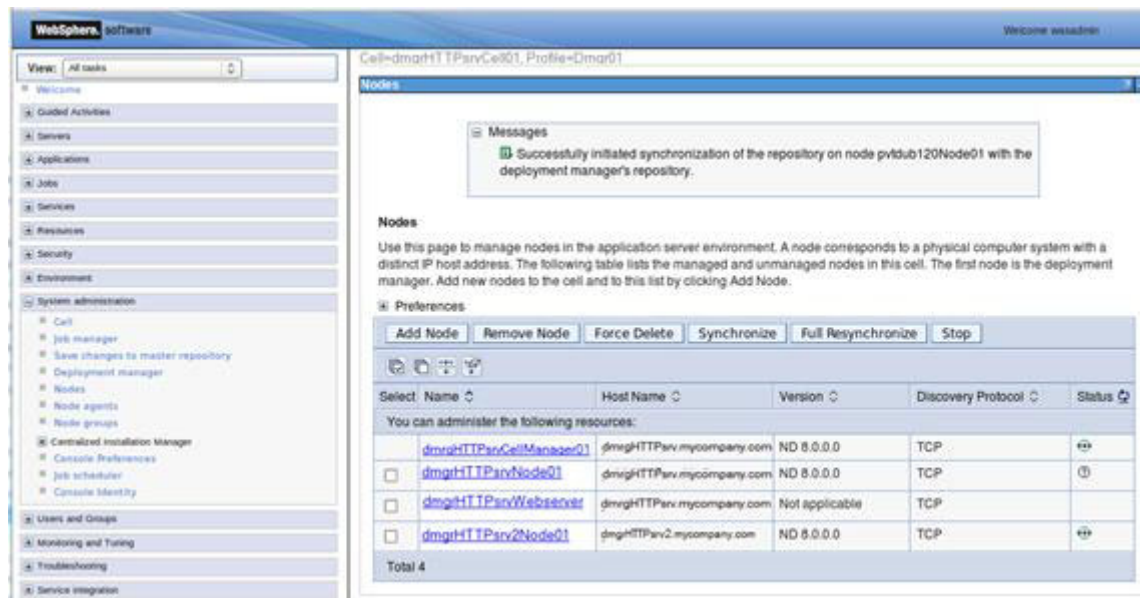 WebSphere. software
Welcome wasadmin
View: All tasks
Welcome
Guided Activities
Servers
Applications
Jobs
Services
Resources
Security
Environment
System administration
Cell
Job manager
Save changes to master repository
Deployment manager
Nodes
Node agents
Node groups
Centralized Installation Manager
Console Preferences
Job scheduler
Console Identity
Users and Groups
Monitoring and Tuning
Troubleshooting
Service integration
Cell=dmgrHTTPsrvCell01, Profile=Dmgr01
Nodes ?
Messages
Successfully initiated synchronization of the repository on node pvtdub120Node01 with the
deployment manager's repository.
Nodes
Use this page to manage nodes in the application server environment. A node corresponds to a physical computer system with a
distinct IP host address. The following table lists the managed and unmanaged nodes in this cell. The first node is the deployment
manager. Add new nodes to the cell and to this list by clicking Add Node.
Preferences
Add Node Remove Node Force Delete Synchronize Full Resynchronize Stop
Select Name Host Name Version Discovery Protocol Status
You can administer the following resources:
dmrgHTTPsrvCellManager01 dmrgHTTPsrv.mycompany.com ND 8.0.0.0 TCP
dmgrHTTPsrvNode01 dmrgHTTPsrv.mycompany.com ND 8.0.0.0 TCP
dmgrHTTPsrvWebserver dmrgHTTPsrv.mycompany.com Not applicable TCP
dmgrHTTPsrv2Node01 dmgrHTTPsrv2.mycompany.com ND 8.0.0.0 TCP
Total 4